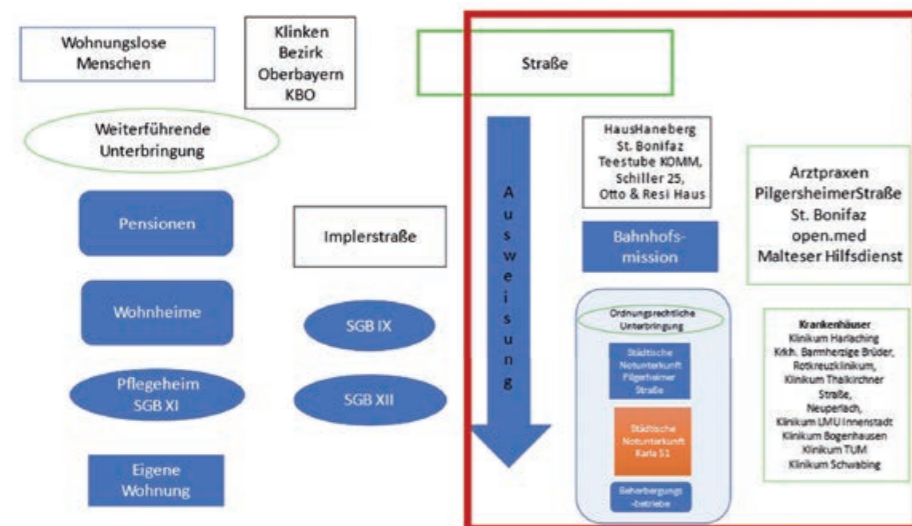 Wohnungslose
Menschen
Kliniken
Bezirk
Oberbayern
KBO
Weiterführende
Unterbringung
Pensionen
Wohnheime
Pflegeheim
SGB XI
Eigene
Wohnung
Implerstraße
SGB IX
SGB XII
Straße
Ausweisung
HausHaneberg
St. Bonifaz
Teestube KOMM,
Schiller 25,
Otto & Resi Haus
Bahnhofs-
mission
Ordnungsrechtliche
Unterbringung
Städtische
Notunterkunft
Pilgerheimer
Straße
Städtische
Notunterkunft
Karla 51
Beherbergungs
-betriebe
Arztpraxen
PilgersheimerStraße
St. Bonifaz
open.med
Malteser Hilfsdienst
Krankenhäuser
Klinikum Harlaching
Krkh. Barmherzige Brüder,
Rotkreuzklinikum,
Klinikum Thalkirchner
Straße,
Neuperlach,
Klinikum LMU Innenstadt
Klinikum Bogenhausen
Klinikum TUM
Klinikum Schwabing